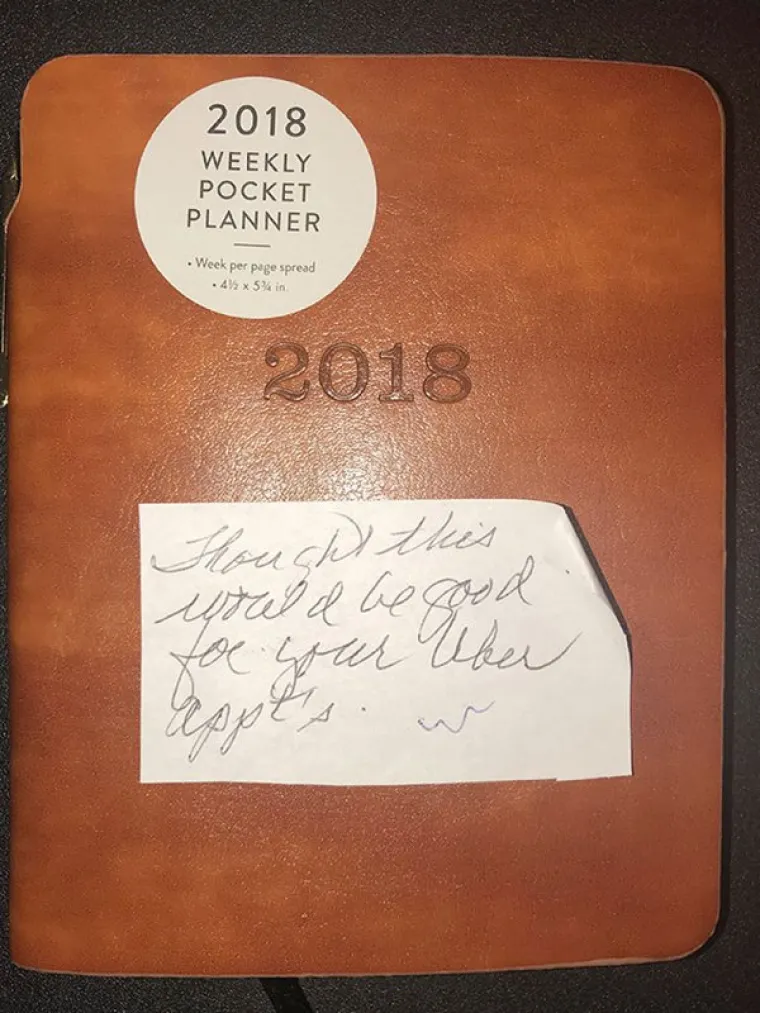 2018
WEEKLY
POCKET
PLANNER
• Week per page spread
• 4½ x 5¾ in.
2018
Thought this
would be good
for your Uber
appt's.